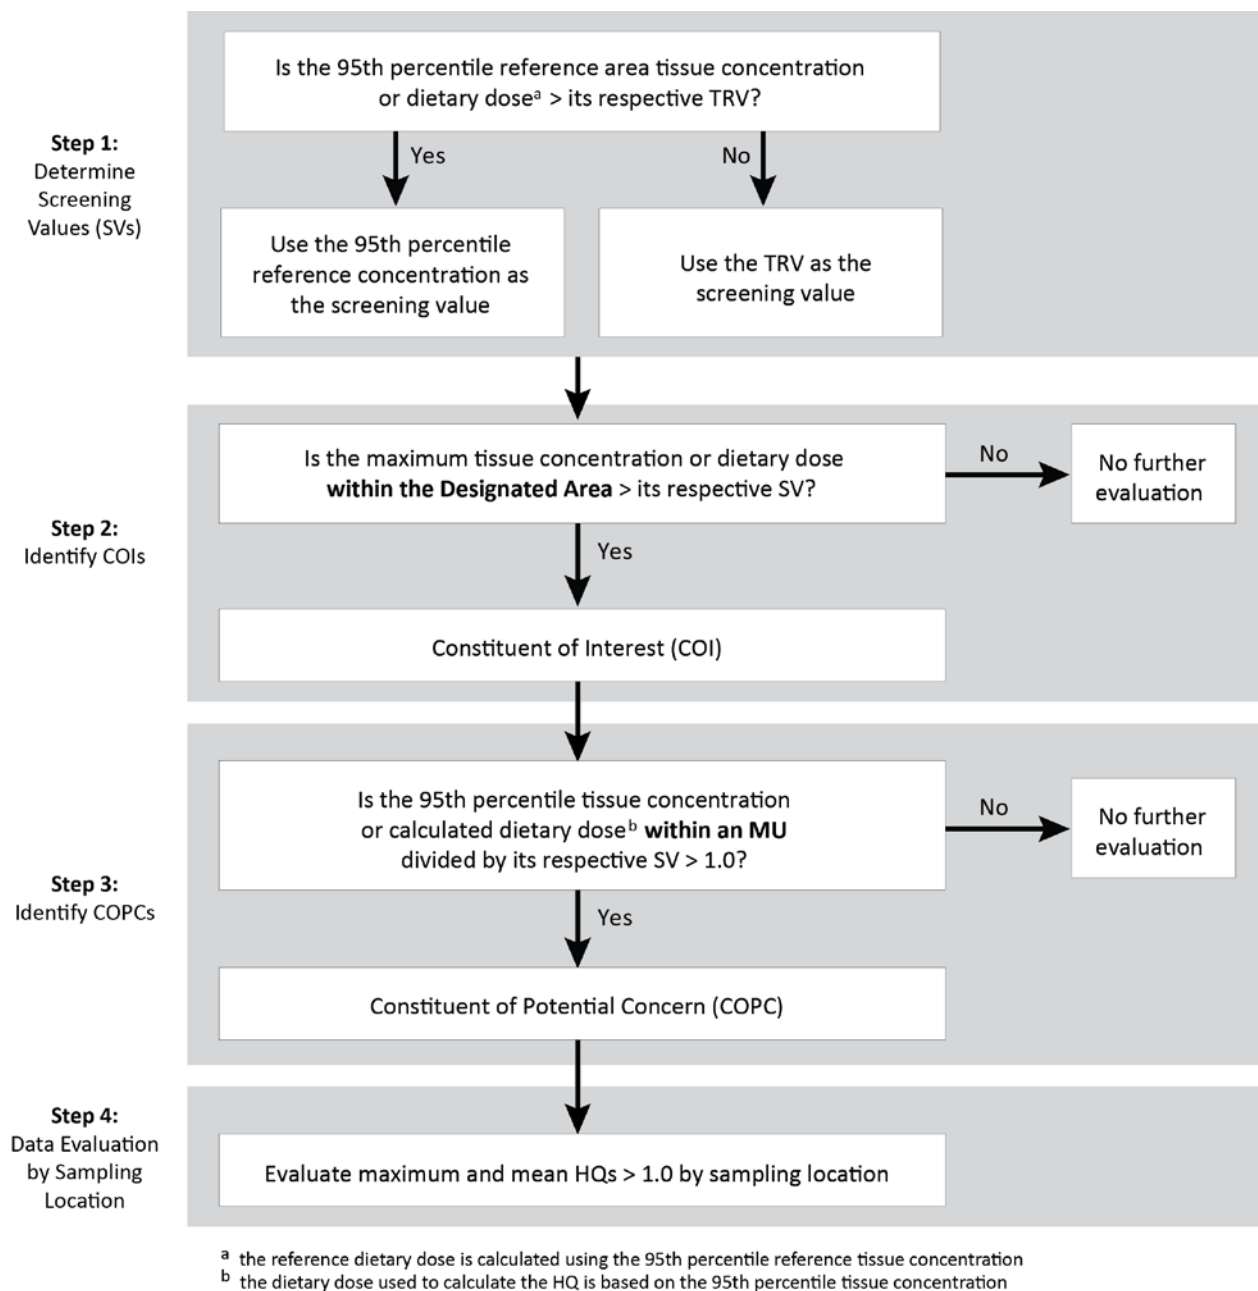 Is the 95th percentile reference area tissue concentration
or dietary doseᵃ > its respective TRV?
Step 1:
Determine
Screening
Values (SVs)
Yes
No
Use the 95th percentile
reference concentration as
the screening value
Use the TRV as the
screening value
Is the maximum tissue concentration or dietary dose
within the Designated Area > its respective SV?
No
No further
evaluation
Step 2:
Identify COIs
Yes
Constituent of Interest (COI)
Is the 95th percentile tissue concentration
or calculated dietary doseᵇ within an MU
divided by its respective SV > 1.0?
No
No further
evaluation
Step 3:
Identify COPCs
Yes
Constituent of Potential Concern (COPC)
Step 4:
Data Evaluation
by Sampling
Location
Evaluate maximum and mean HQs > 1.0 by sampling location
ᵃ the reference dietary dose is calculated using the 95th percentile reference tissue concentration
ᵇ the dietary dose used to calculate the HQ is based on the 95th percentile tissue concentration